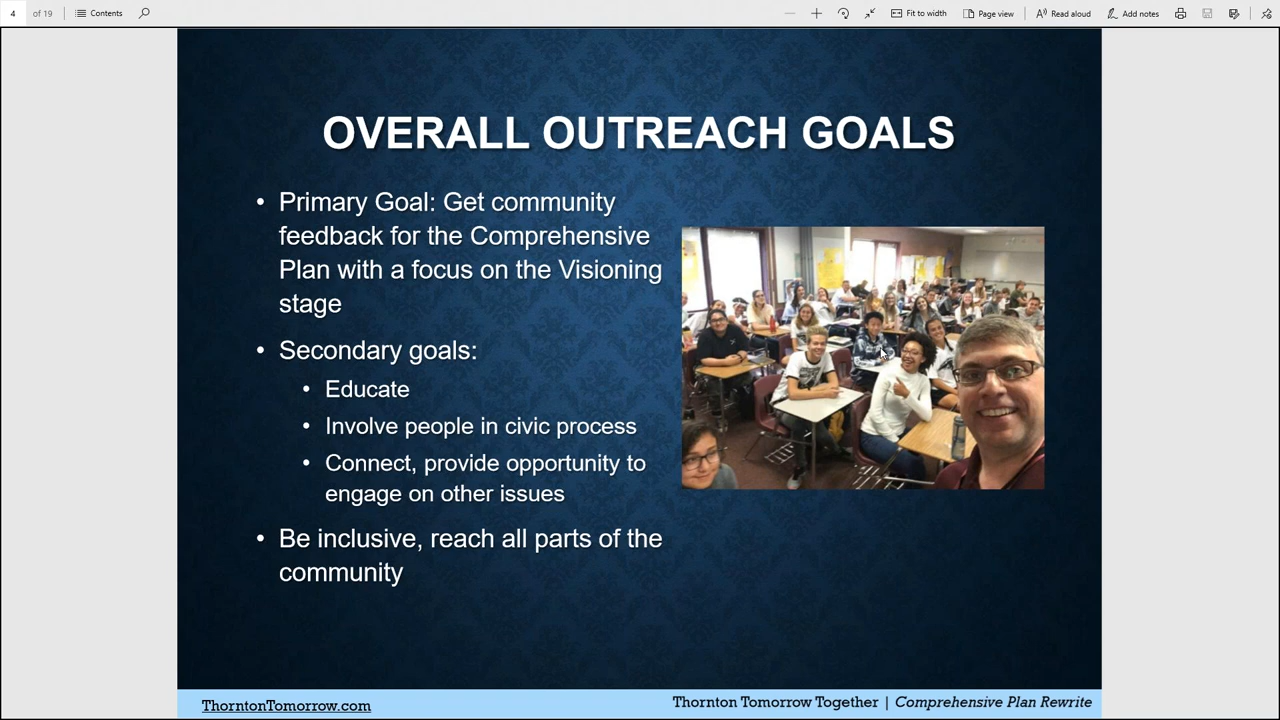 4 of 19 Contents Fit to width Page view Read aloud Add notes
OVERALL OUTREACH GOALS
• Primary Goal: Get community
feedback for the Comprehensive
Plan with a focus on the Visioning
stage
• Secondary goals:
• Educate
• Involve people in civic process
• Connect, provide opportunity to
engage on other issues
• Be inclusive, reach all parts of the
community
ThorntonTomorrow.com
Thornton Tomorrow Together | Comprehensive Plan Rewrite